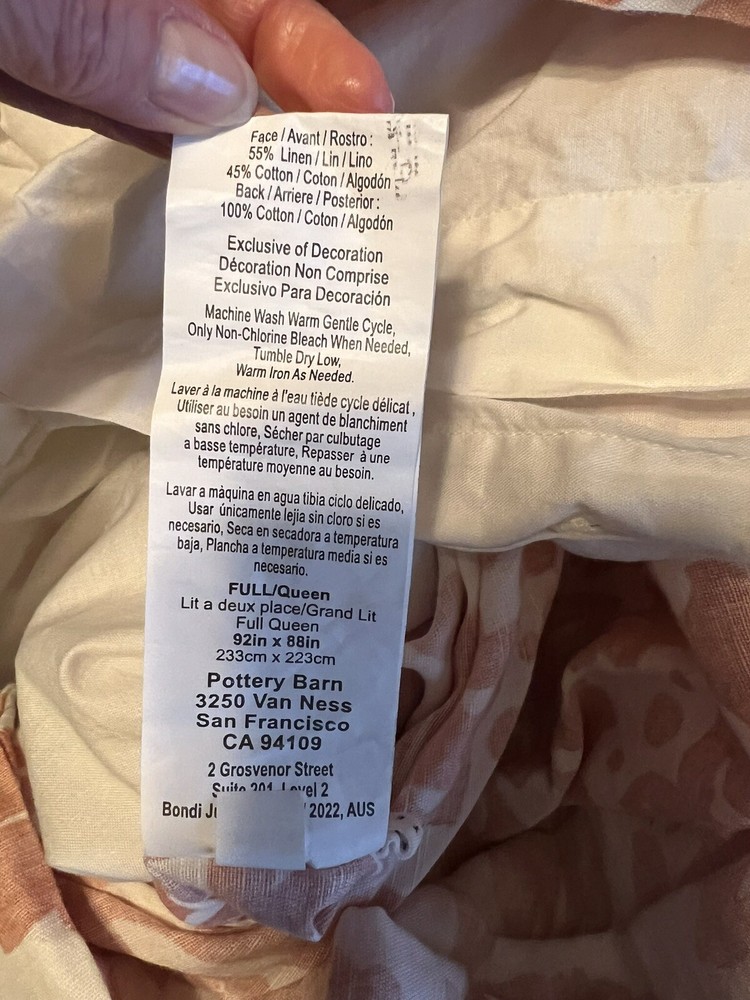 Face / Avant / Rostro :
55% Linen / Lin / Lino
45% Cotton / Coton / Algodón
Back / Arriere / Posterior :
100% Cotton / Coton / Algodón
Exclusive of Decoration
Décoration Non Comprise
Exclusivo Para Decoración
Machine Wash Warm Gentle Cycle,
Only Non-Chlorine Bleach When Needed,
Tumble Dry Low,
Warm Iron As Needed.
Laver à la machine à l'eau tiède cycle délicat ,
Utiliser au besoin un agent de blanchiment
sans chlore, Sécher par culbutage
a basse température, Repasser à une
température moyenne au besoin.
Lavar a màquina en agua tibia ciclo delicado,
Usar únicamente lejia sin cloro si es
necesario, Seca en secadora a temperatura
baja, Plancha a temperatura media si es
necesario.
FULL/Queen
Lit a deux place/Grand Lit
Full Queen
92in x 88in
233cm x 223cm
Pottery Barn
3250 Van Ness
San Francisco
CA 94109
2 Grosvenor Street
Suite 201 Level 2
Bondi 2022, AUS